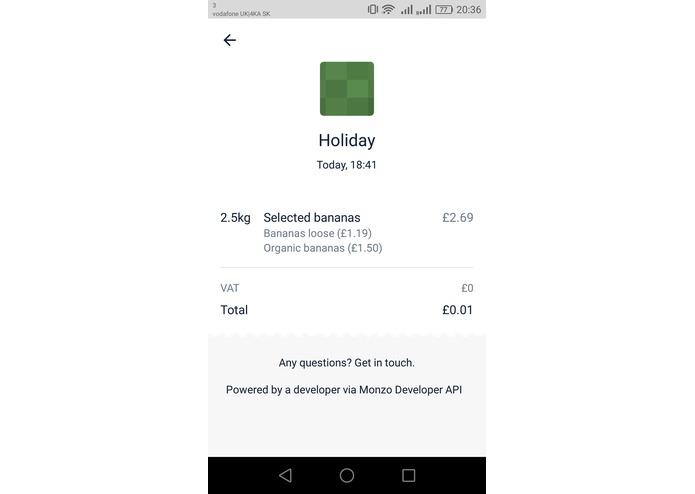 3
vodafone UK|4KA SK
77 20:36
Holiday
Today, 18:41
2.5kg Selected bananas £2.69
Bananas loose (£1.19)
Organic bananas (£1.50)
VAT £0
Total £0.01
Any questions? Get in touch.
Powered by a developer via Monzo Developer API